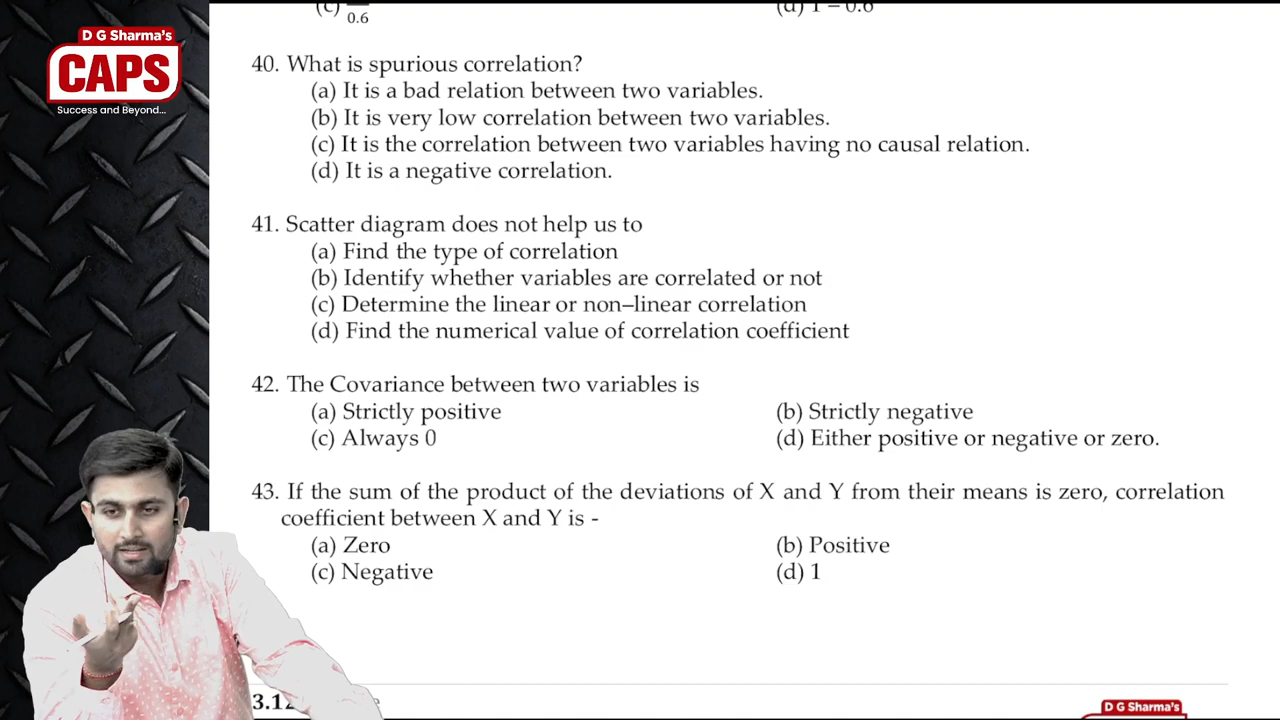 (c)
0.6
(d) 1 – 0.6
D G Sharma's
CAPS
Success and Beyond...
40. What is spurious correlation?
(a) It is a bad relation between two variables.
(b) It is very low correlation between two variables.
(c) It is the correlation between two variables having no causal relation.
(d) It is a negative correlation.
41. Scatter diagram does not help us to
(a) Find the type of correlation
(b) Identify whether variables are correlated or not
(c) Determine the linear or non–linear correlation
(d) Find the numerical value of correlation coefficient
42. The Covariance between two variables is
(a) Strictly positive
(b) Strictly negative
(c) Always 0
(d) Either positive or negative or zero.
43. If the sum of the product of the deviations of X and Y from their means is zero, correlation
coefficient between X and Y is -
(a) Zero
(b) Positive
(c) Negative
(d) 1
D G Sharma's